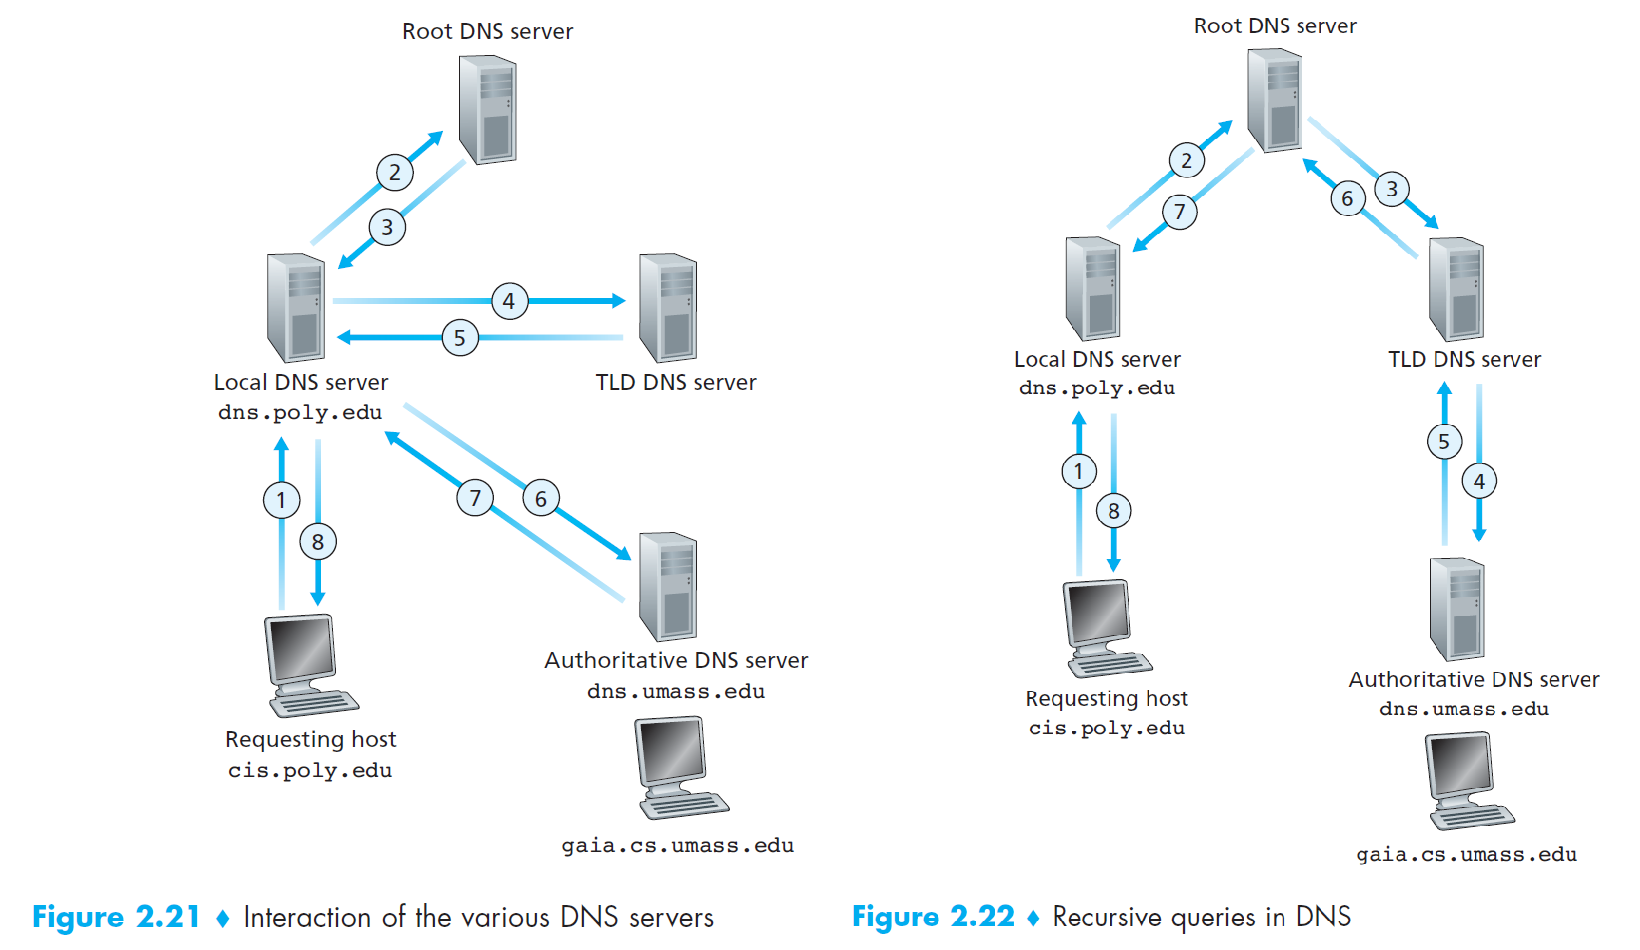 Root DNS server
2
3
4
5
Local DNS server
dns.poly.edu
TLD DNS server
1
8
7
6
Authoritative DNS server
dns.umass.edu
Requesting host
cis.poly.edu
gaia.cs.umass.edu
Figure 2.21 ♦ Interaction of the various DNS servers
Root DNS server
2
7
6
3
Local DNS server
dns.poly.edu
TLD DNS server
1
8
5
4
Requesting host
cis.poly.edu
Authoritative DNS server
dns.umass.edu
gaia.cs.umass.edu
Figure 2.22 ♦ Recursive queries in DNS